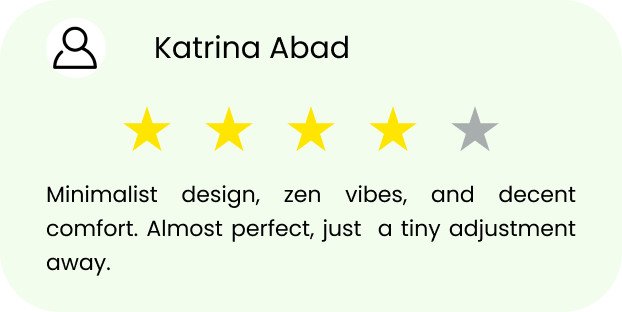 Katrina Abad
Minimalist design, zen vibes, and decent
comfort. Almost perfect, just a tiny adjustment
away.